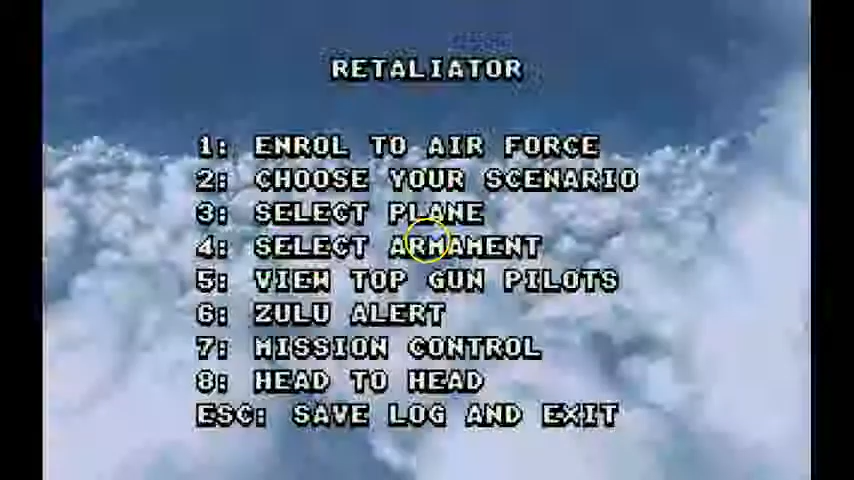 RETALIATOR
1: ENROL TO AIR FORCE
2: CHOOSE YOUR SCENARIO
3: SELECT PLANE
4: SELECT ARMAMENT
5: VIEW TOP GUN PILOTS
6: ZULU ALERT
7: MISSION CONTROL
8: HEAD TO HEAD
ESC: SAVE LOG AND EXIT